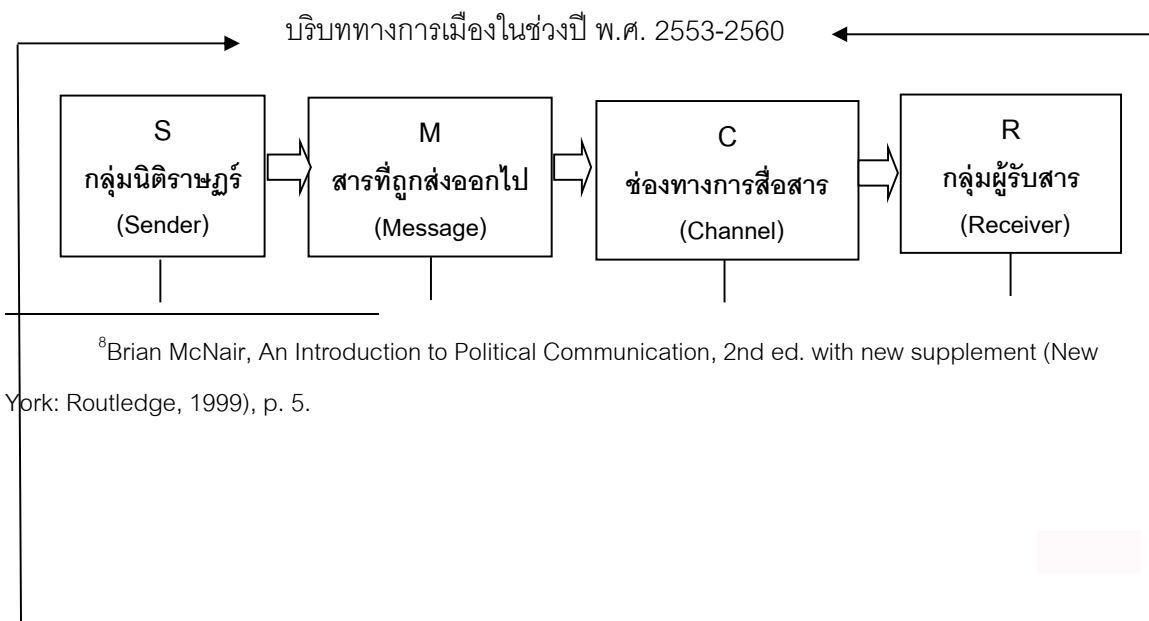 บริบททางการเมืองในช่วงปี พ.ศ. 2553-2560
S
กลุ่มนิติราษฎร์
(Sender)
M
สารที่ถูกส่งออกไป
(Message)
C
ช่องทางการสื่อสาร
(Channel)
R
กลุ่มผู้รับสาร
(Receiver)
⁸Brian McNair, An Introduction to Political Communication, 2nd ed. with new supplement (New
York: Routledge, 1999), p. 5.